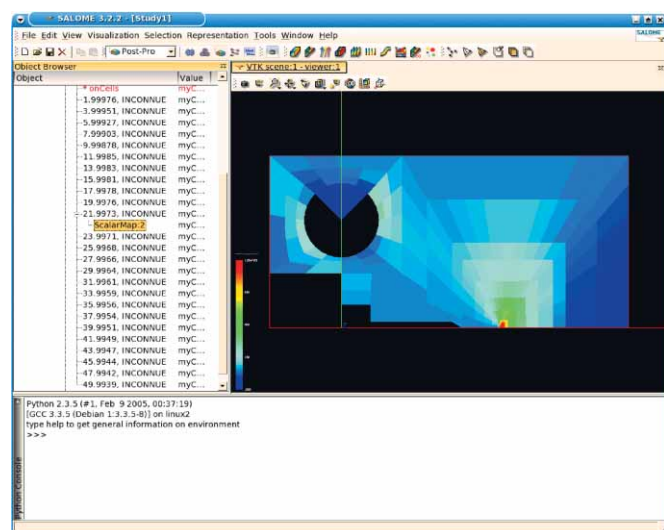 SALOME 3.2.2 - [Study1]
File Edit View Visualization Selection Representation Tools Window Help
SALOME
Post-Pro
Object Browser
VTK scene:1 - viewer:1
Object Value
* onCells myC...
1.99976, INCONNUE myC...
3.99951, INCONNUE myC...
5.99927, INCONNUE myC...
7.99903, INCONNUE myC...
9.99878, INCONNUE myC...
11.9985, INCONNUE myC...
13.9983, INCONNUE myC...
15.9981, INCONNUE myC...
17.9978, INCONNUE myC...
19.9976, INCONNUE myC...
21.9973, INCONNUE myC...
ScalarMap:2
23.9971, INCONNUE myC...
25.9968, INCONNUE myC...
27.9966, INCONNUE myC...
29.9964, INCONNUE myC...
31.9961, INCONNUE myC...
33.9959, INCONNUE myC...
35.9956, INCONNUE myC...
37.9954, INCONNUE myC...
39.9951, INCONNUE myC...
41.9949, INCONNUE myC...
43.9947, INCONNUE myC...
45.9944, INCONNUE myC...
47.9942, INCONNUE myC...
49.9939, INCONNUE myC...
Python 2.3.5 (#1, Feb 9 2005, 00:37:19)
[GCC 3.3.5 (Debian 1:3.3.5-8)] on linux2
type help to get general information on environment
>>>
Python Console